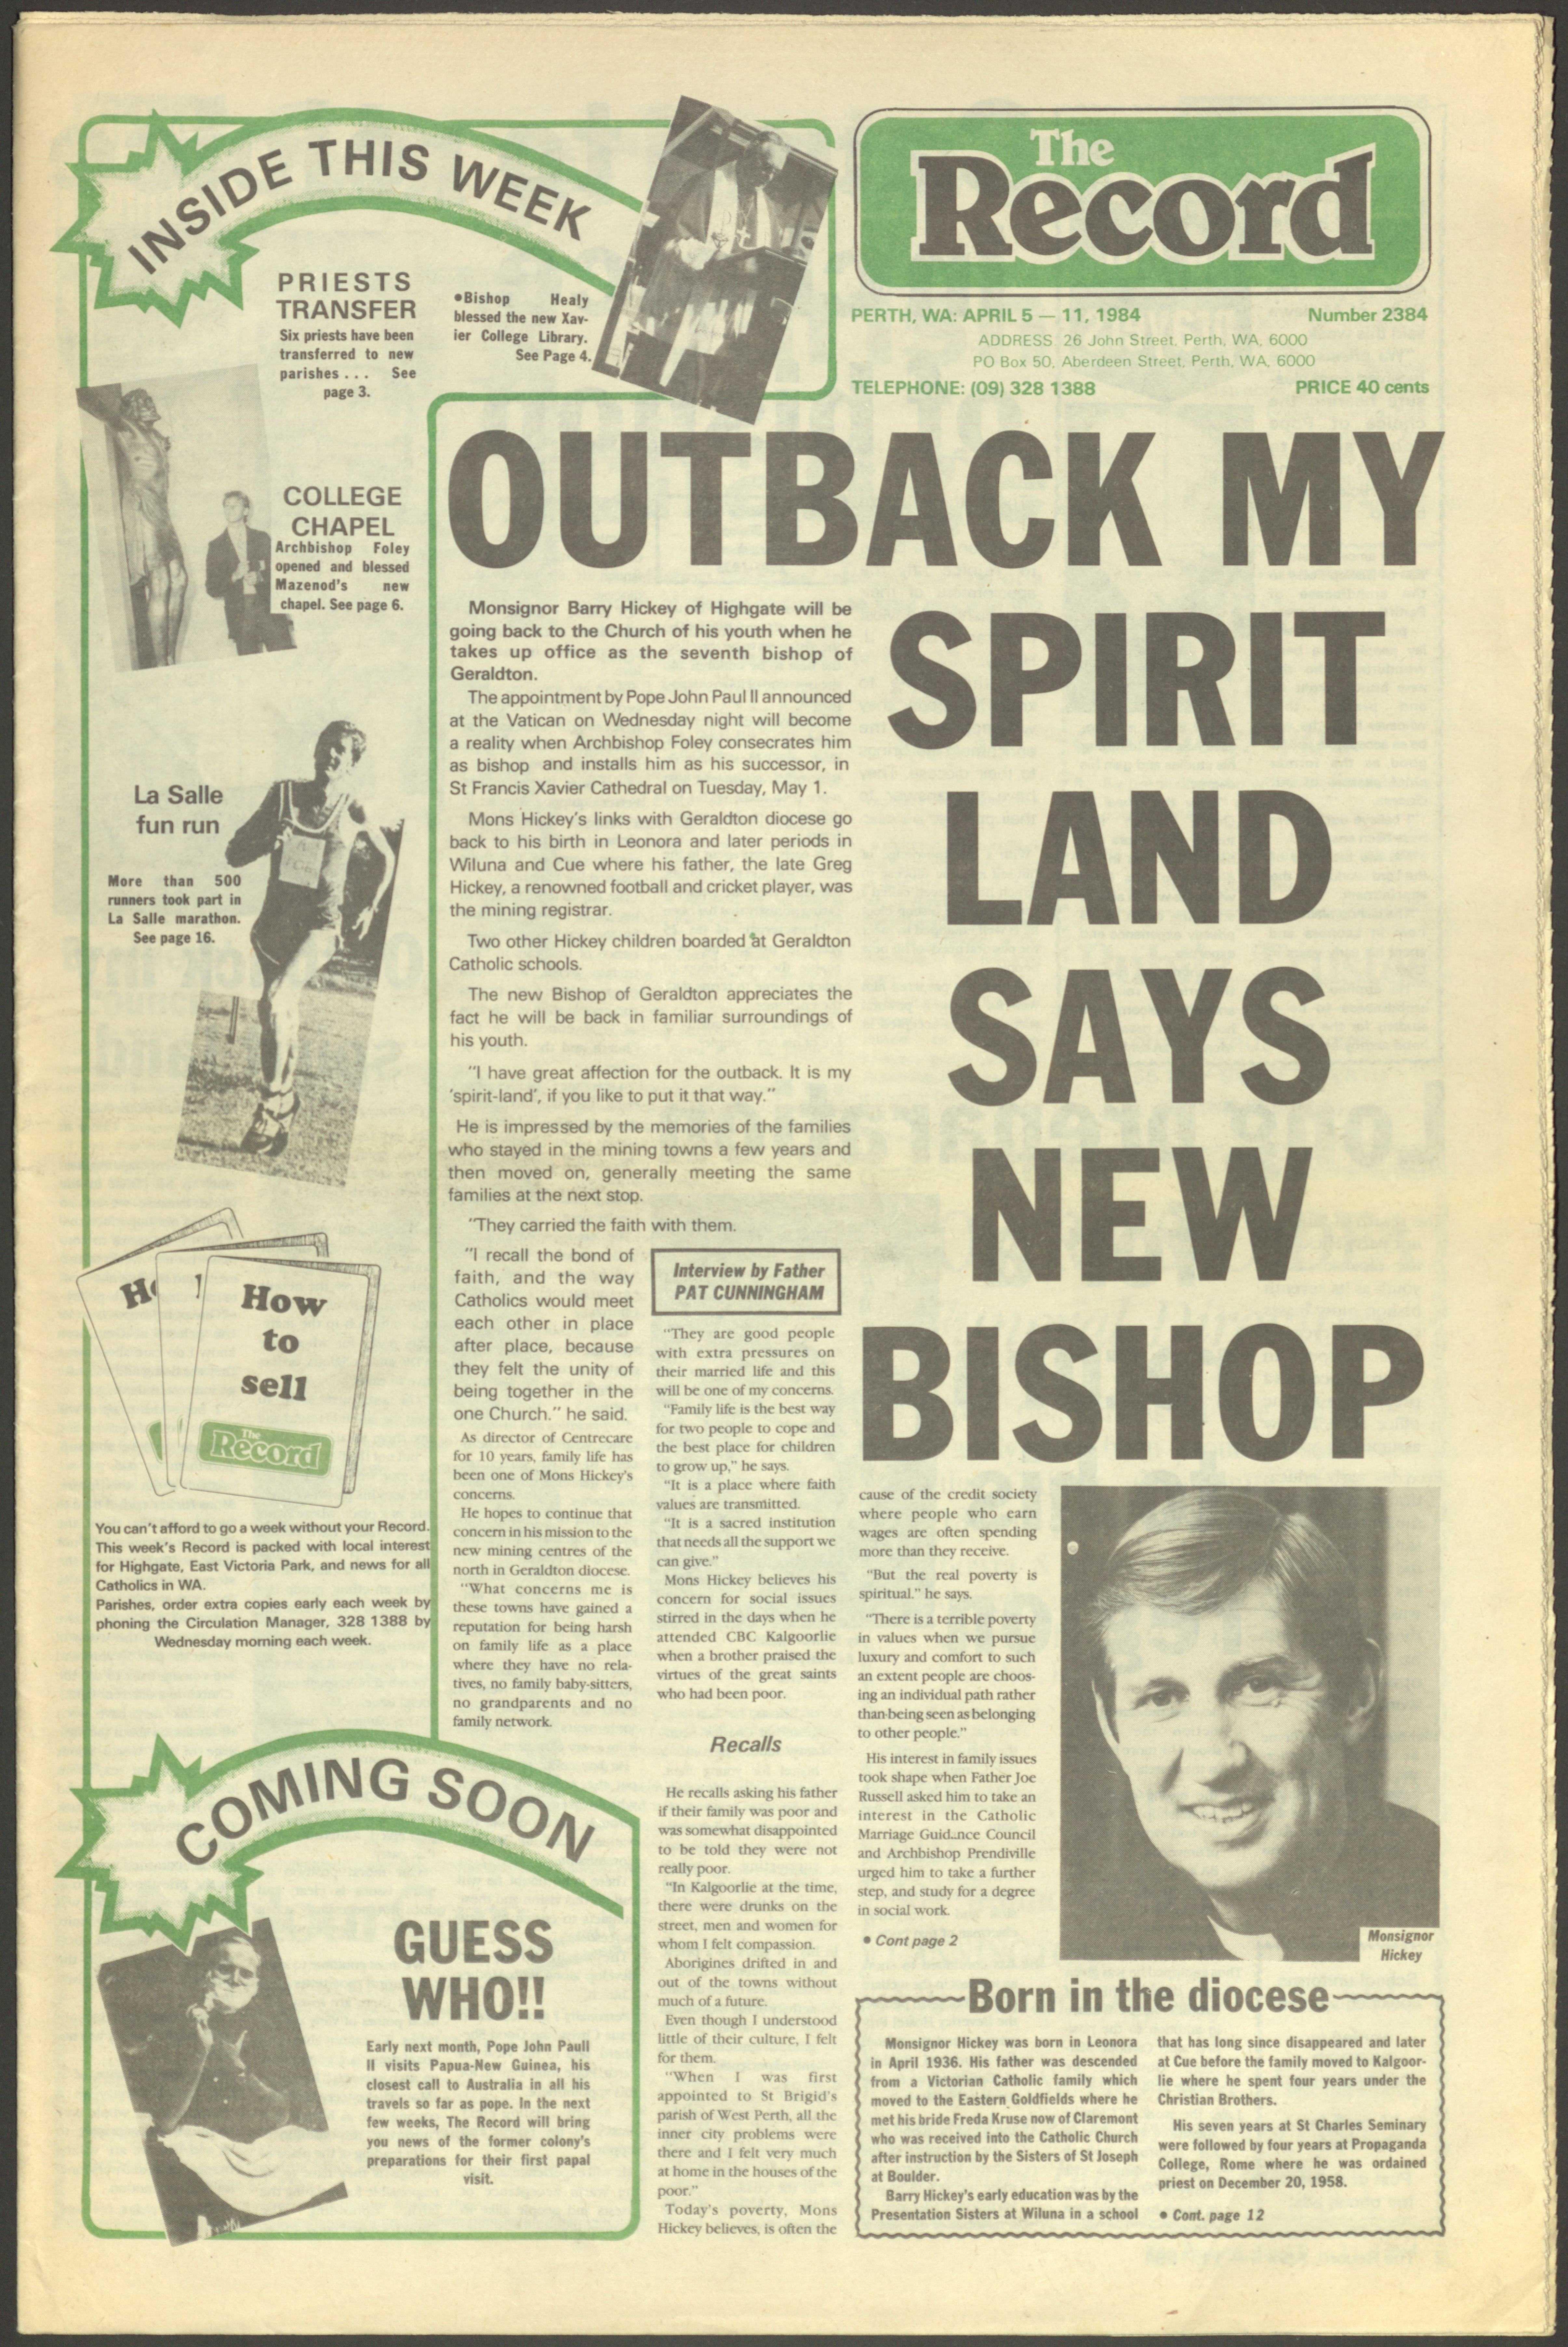 INSIDE THIS WEEK
PRIESTS
TRANSFER
Six priests have been
transferred to new
parishes . . . See
page 3.
•Bishop Healy
blessed the new Xav-
ier College Library.
See Page 4.
COLLEGE
CHAPEL
Archbishop Foley
opened and blessed
Mazenod's new
chapel. See page 6.
La Salle
fun run
More than 500
runners took part in
La Salle marathon.
See page 16.
How
to
sell
The
Record
You can't afford to go a week without your Record.
This week's Record is packed with local interest
for Highgate, East Victoria Park, and news for all
Catholics in WA.
Parishes, order extra copies early each week by
phoning the Circulation Manager, 328 1388 by
Wednesday morning each week.
The
Record
PERTH, WA: APRIL 5 — 11, 1984 Number 2384
ADDRESS 26 John Street. Perth, WA, 6000
PO Box 50, Aberdeen Street, Perth, WA, 6000
TELEPHONE: (09) 328 1388 PRICE 40 cents
OUTBACK MY
SPIRIT
LAND
SAYS
NEW
BISHOP
Monsignor Barry Hickey of Highgate will be
going back to the Church of his youth when he
takes up office as the seventh bishop of
Geraldton.
The appointment by Pope John Paul II announced
at the Vatican on Wednesday night will become
a reality when Archbishop Foley consecrates him
as bishop and installs him as his successor, in
St Francis Xavier Cathedral on Tuesday, May 1.
Mons Hickey's links with Geraldton diocese go
back to his birth in Leonora and later periods in
Wiluna and Cue where his father, the late Greg
Hickey, a renowned football and cricket player, was
the mining registrar.
Two other Hickey children boarded at Geraldton
Catholic schools.
The new Bishop of Geraldton appreciates the
fact he will be back in familiar surroundings of
his youth.
"I have great affection for the outback. It is my
'spirit-land', if you like to put it that way."
He is impressed by the memories of the families
who stayed in the mining towns a few years and
then moved on, generally meeting the same
families at the next stop.
"They carried the faith with them.
"I recall the bond of
faith, and the way
Catholics would meet
each other in place
after place, because
they felt the unity of
being together in the
one Church." he said.
As director of Centrecare
for 10 years, family life has
been one of Mons Hickey's
concerns.
He hopes to continue that
concern in his mission to the
new mining centres of the
north in Geraldton diocese.
"What concerns me is
these towns have gained a
reputation for being harsh
on family life as a place
where they have no rela-
tives, no family baby-sitters,
no grandparents and no
family network.
Interview by Father
PAT CUNNINGHAM
"They are good people
with extra pressures on
their married life and this
will be one of my concerns.
"Family life is the best way
for two people to cope and
the best place for children
to grow up," he says.
"It is a place where faith
values are transmitted.
"It is a sacred institution
that needs all the support we
can give."
Mons Hickey believes his
concern for social issues
stirred in the days when he
attended CBC Kalgoorlie
when a brother praised the
virtues of the great saints
who had been poor.
Recalls
He recalls asking his father
if their family was poor and
was somewhat disappointed
to be told they were not
really poor.
"In Kalgoorlie at the time,
there were drunks on the
street, men and women for
whom I felt compassion.
Aborigines drifted in and
out of the towns without
much of a future.
Even though I understood
little of their culture, I felt
for them.
"When I was first
appointed to St Brigid's
parish of West Perth, all the
inner city problems were
there and I felt very much
at home in the houses of the
poor."
Today's poverty, Mons
Hickey believes, is often the
cause of the credit society
where people who earn
wages are often spending
more than they receive.
"But the real poverty is
spiritual." he says.
"There is a terrible poverty
in values when we pursue
luxury and comfort to such
an extent people are choos-
ing an individual path rather
than being seen as belonging
to other people."
His interest in family issues
took shape when Father Joe
Russell asked him to take an
interest in the Catholic
Marriage Guidance Council
and Archbishop Prendiville
urged him to take a further
step, and study for a degree
in social work.
• Cont page 2
Monsignor
Hickey
COMING SOON
GUESS
WHO!!
Early next month, Pope John Paull
II visits Papua-New Guinea, his
closest call to Australia in all his
travels so far as pope. In the next
few weeks, The Record will bring
you news of the former colony's
preparations for their first papal
visit.
Born in the diocese
Monsignor Hickey was born in Leonora
in April 1936. His father was descended
from a Victorian Catholic family which
moved to the Eastern Goldfields where he
met his bride Freda Kruse now of Claremont
who was received into the Catholic Church
after instruction by the Sisters of St Joseph
at Boulder.
Barry Hickey's early education was by the
Presentation Sisters at Wiluna in a school
that has long since disappeared and later
at Cue before the family moved to Kalgoor-
lie where he spent four years under the
Christian Brothers.
His seven years at St Charles Seminary
were followed by four years at Propaganda
College, Rome where he was ordained
priest on December 20, 1958.
• Cont. page 12